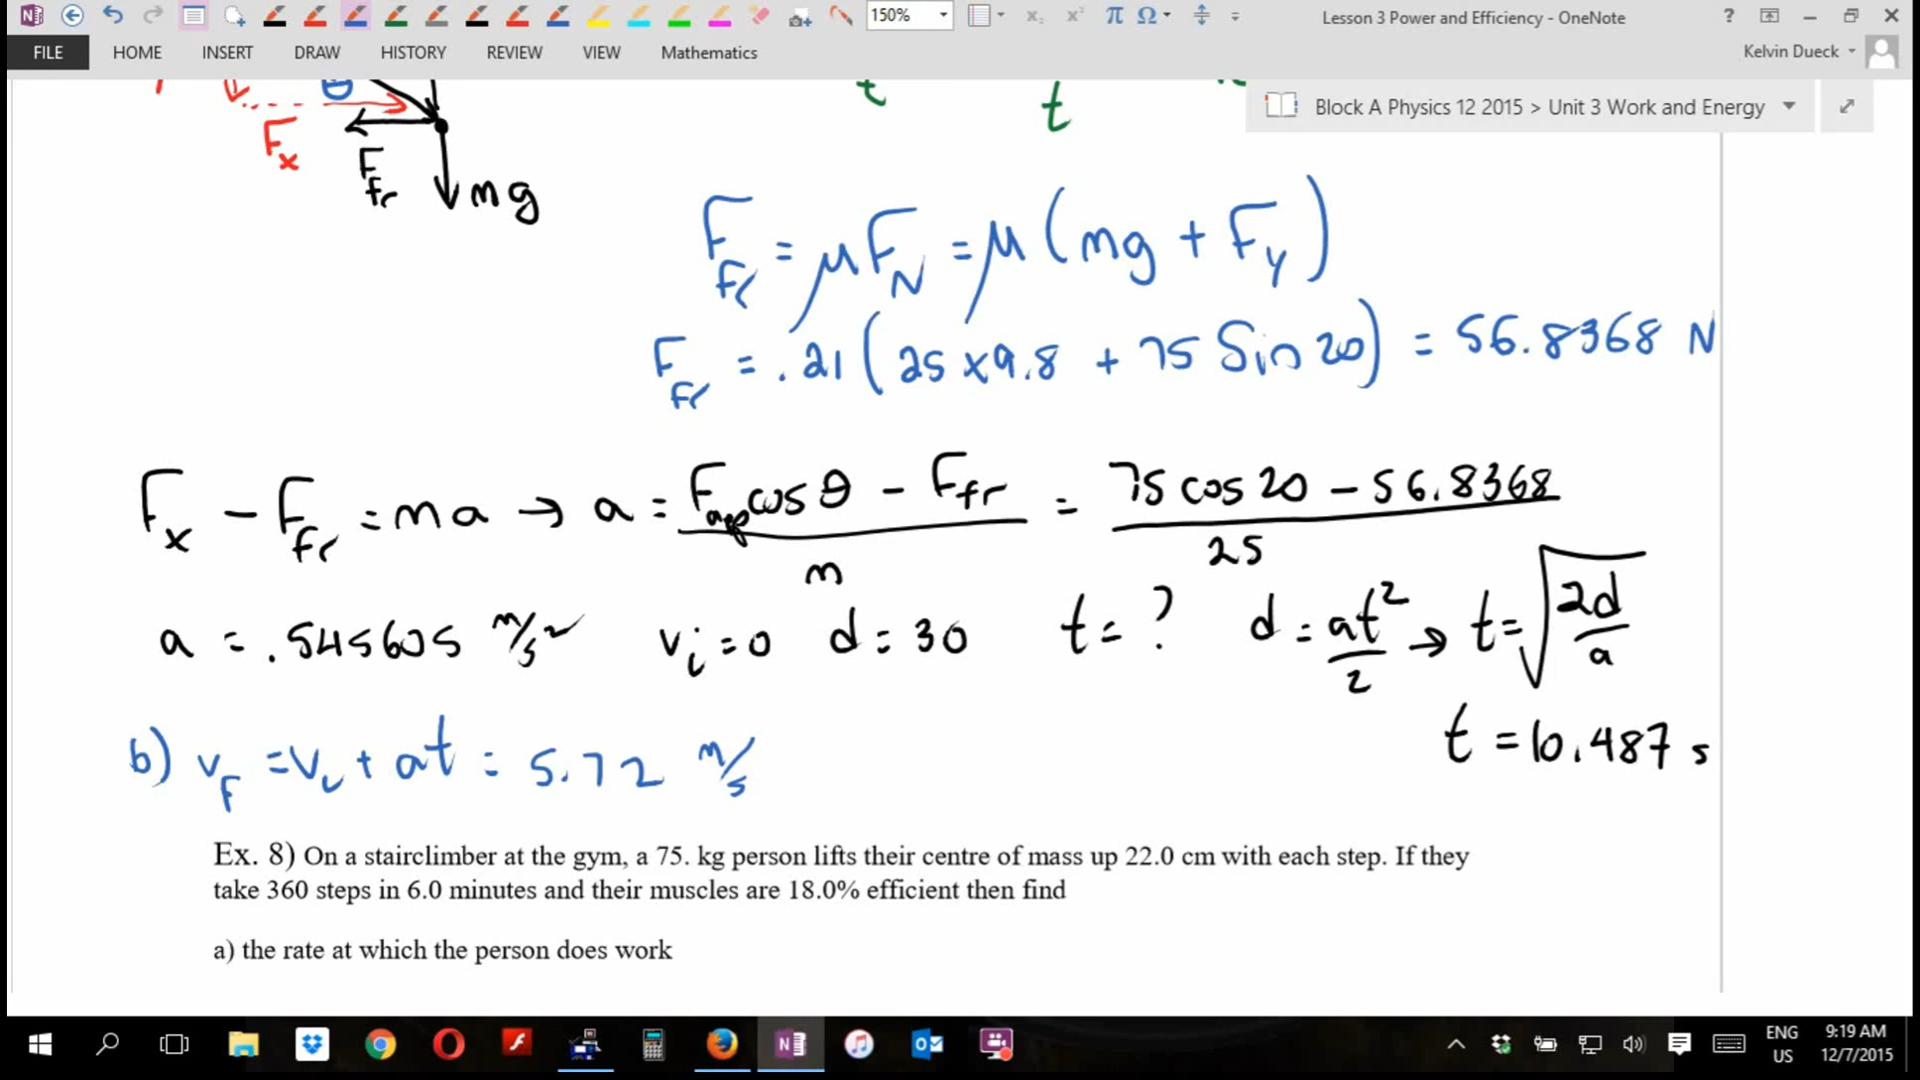 150%
Lesson 3 Power and Efficiency - OneNote
?
FILE HOME INSERT DRAW HISTORY REVIEW VIEW Mathematics
Kelvin Dueck
Block A Physics 12 2015 > Unit 3 Work and Energy
θ
t
t
Fx
Ffr
mg
Ffr = μFN = μ(mg + Fy)
Ffr = .21(25 x9.8 + 75 Sin 20) = 56.8368 N
Fx - Ffr = ma → a = (Fapp cos θ - Ffr)/m = (75 cos 20 - 56.8368)/25
a = .545605 m/s² vi = 0 d = 30 t = ? d = at²/2 → t = √(2d/a)
t = 10.487 s
b) vF = vi + at = 5.72 m/s
Ex. 8) On a stairclimber at the gym, a 75. kg person lifts their centre of mass up 22.0 cm with each step. If they
take 360 steps in 6.0 minutes and their muscles are 18.0% efficient then find
a) the rate at which the person does work
ENG
US
9:19 AM
12/7/2015